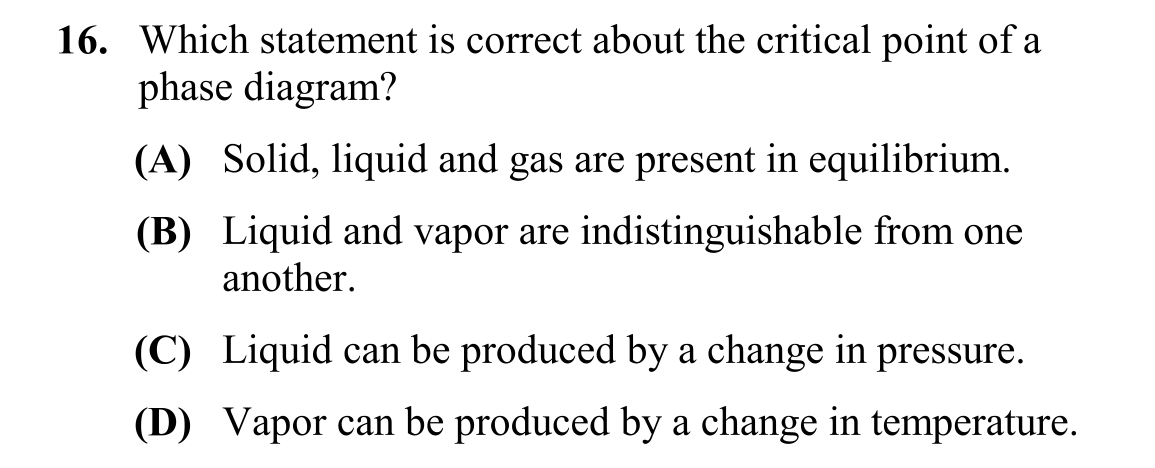 16. Which statement is correct about the critical point of a
phase diagram?
(A) Solid, liquid and gas are present in equilibrium.
(B) Liquid and vapor are indistinguishable from one
another.
(C) Liquid can be produced by a change in pressure.
(D) Vapor can be produced by a change in temperature.